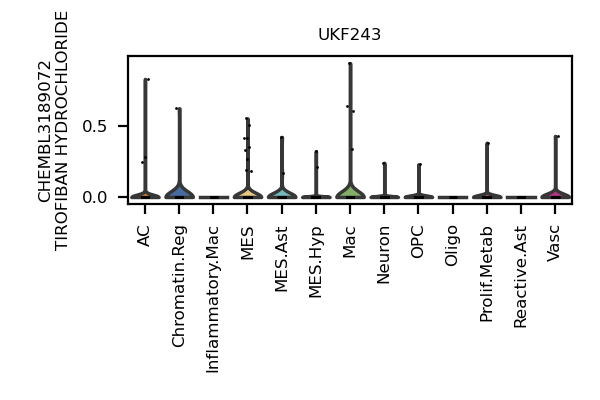 UKF243
CHEMBL3189072
TIROFIBAN HYDROCHLORIDE
0.5
0.0
AC
Chromatin.Reg
Inflammatory.Mac
MES
MES.Ast
MES.Hyp
Mac
Neuron
OPC
Oligo
Prolif.Metab
Reactive.Ast
Vasc